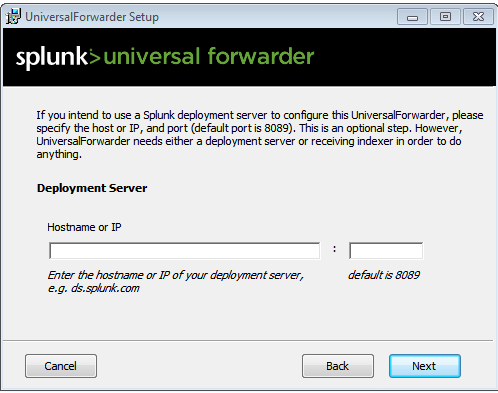 UniversalForwarder Setup
splunk>universal forwarder
If you intend to use a Splunk deployment server to configure this UniversalForwarder, please
specify the host or IP, and port (default port is 8089). This is an optional step. However,
UniversalForwarder needs either a deployment server or receiving indexer in order to do
anything.
Deployment Server
Hostname or IP
:
Enter the hostname or IP of your deployment server,
e.g. ds.splunk.com
default is 8089
Cancel
Back
Next